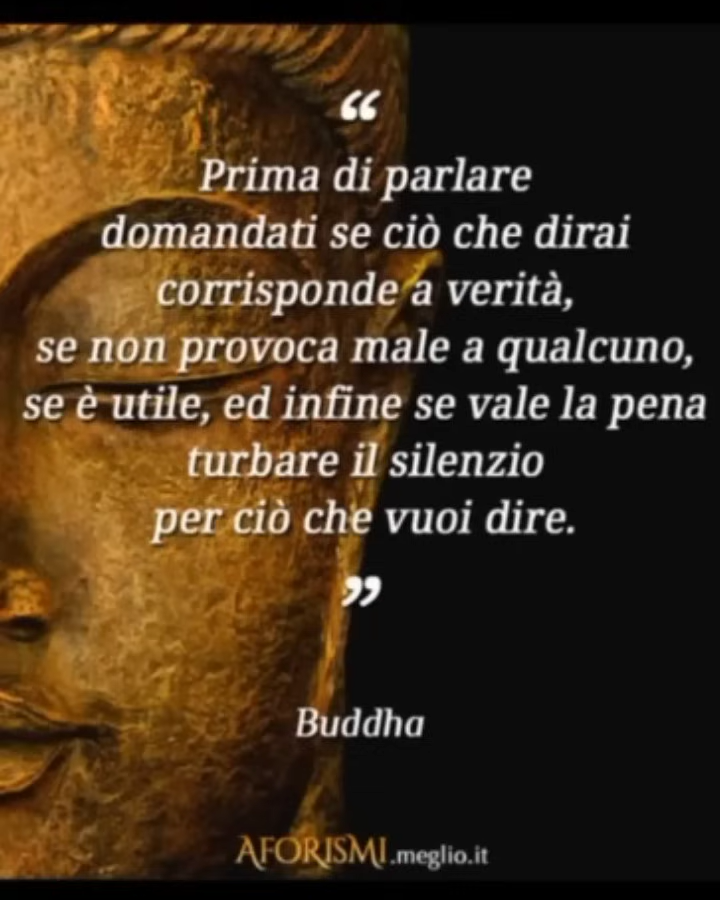 “
Prima di parlare
domandati se ciò che dirai
corrisponde a verità,
se non provoca male a qualcuno,
se è utile, ed infine se vale la pena
turbare il silenzio
per ciò che vuoi dire.
”
Buddha
AFORISMI.meglio.it